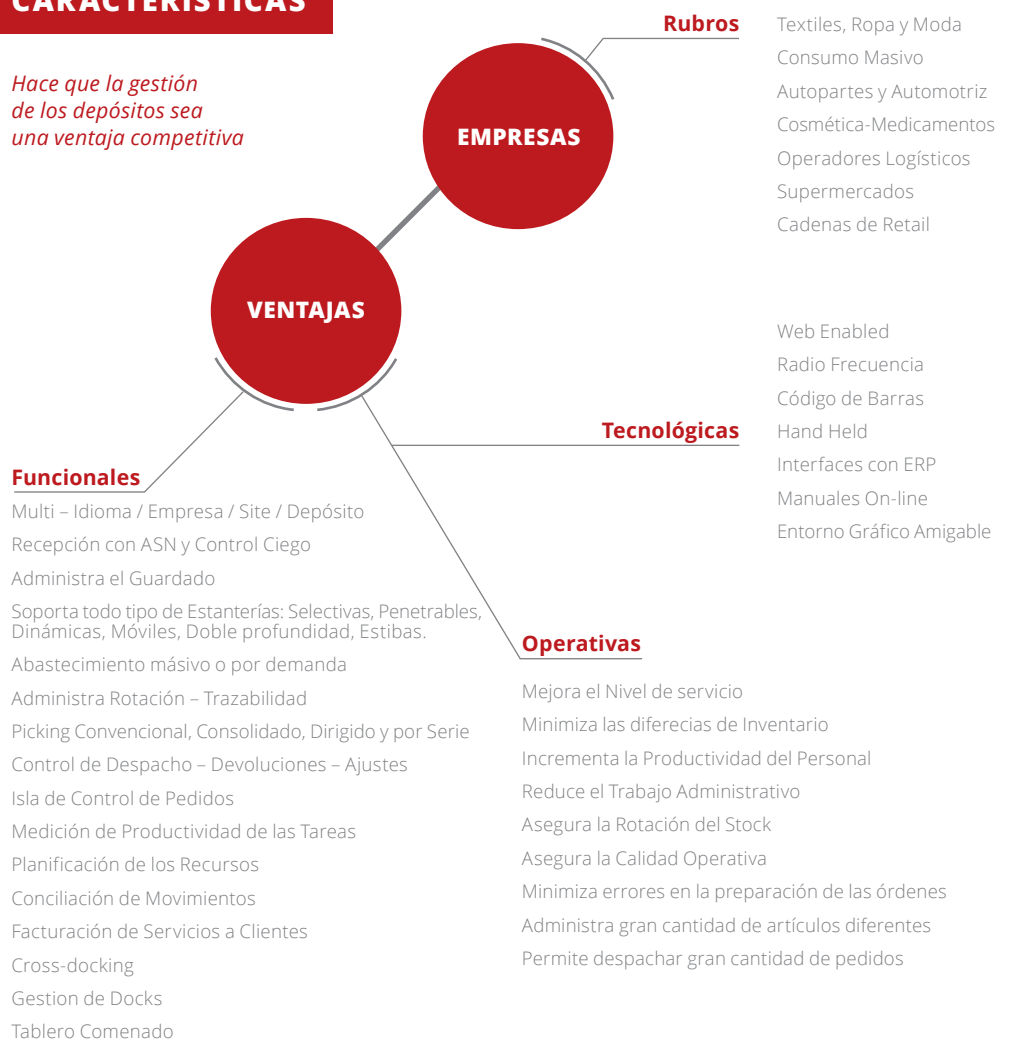 CARACTERÍSTICAS
Hace que la gestión
de los depósitos sea
una ventaja competitiva
EMPRESAS
Rubros
Textiles, Ropa y Moda
Consumo Masivo
Autopartes y Automotriz
Cosmética-Medicamentos
Operadores Logísticos
Supermercados
Cadenas de Retail
VENTAJAS
Tecnológicas
Web Enabled
Radio Frecuencia
Código de Barras
Hand Held
Interfaces con ERP
Manuales On-line
Entorno Gráfico Amigable
Funcionales
Multi – Idioma / Empresa / Site / Depósito
Recepción con ASN y Control Ciego
Administra el Guardado
Soporta todo tipo de Estanterías: Selectivas, Penetrables,
Dinámicas, Móviles, Doble profundidad, Estibas.
Abastecimiento másivo o por demanda
Administra Rotación – Trazabilidad
Picking Convencional, Consolidado, Dirigido y por Serie
Control de Despacho – Devoluciones – Ajustes
Isla de Control de Pedidos
Medición de Productividad de las Tareas
Planificación de los Recursos
Conciliación de Movimientos
Facturación de Servicios a Clientes
Cross-docking
Gestion de Docks
Tablero Comenado
Operativas
Mejora el Nivel de servicio
Minimiza las diferecias de Inventario
Incrementa la Productividad del Personal
Reduce el Trabajo Administrativo
Asegura la Rotación del Stock
Asegura la Calidad Operativa
Minimiza errores en la preparación de las órdenes
Administra gran cantidad de artículos diferentes
Permite despachar gran cantidad de pedidos